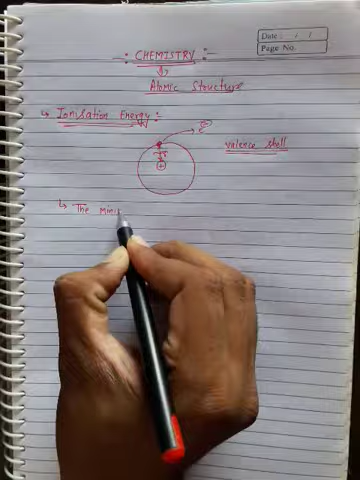 Date : / /
Page No.
: CHEMISTRY :-
Atomic Structure
Ionisation Energy :-
e-
valence shell
+
The Mini